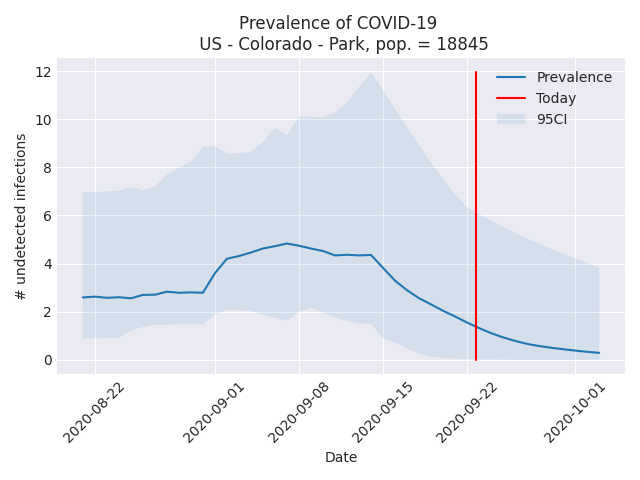 Prevalence of COVID-19
US - Colorado - Park, pop. = 18845
12
10
8
6
4
2
0
# undetected infections
Prevalence
Today
95CI
2020-08-22
2020-09-01
2020-09-08
2020-09-15
2020-09-22
2020-10-01
Date